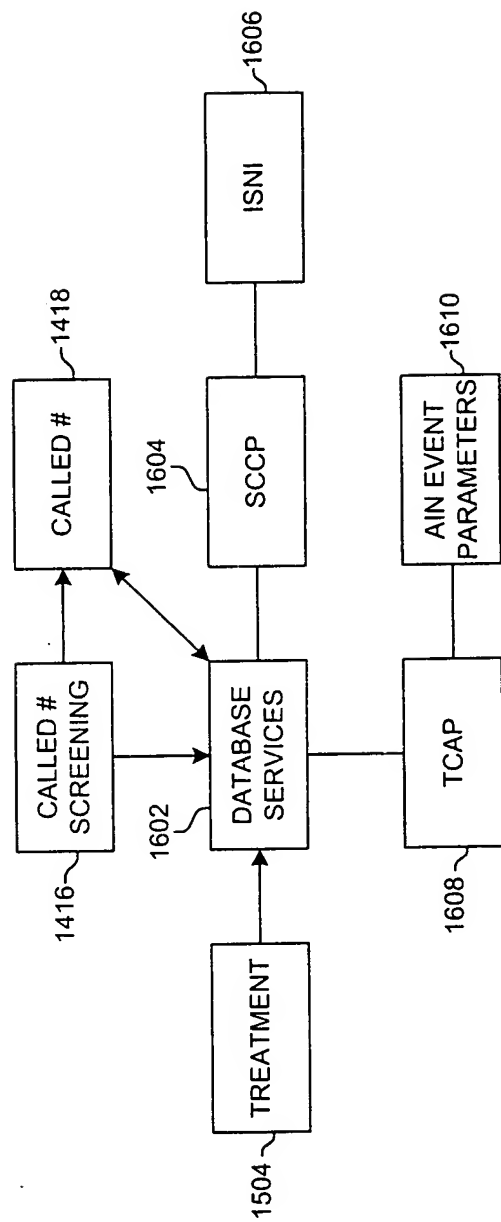 CALLED #
SCREENING
1416
CALLED #
1418
TREATMENT
1504
DATABASE
SERVICES
1602
SCCP
1604
ISNI
1606
TCAP
1608
AIN EVENT
PARAMETERS
1610